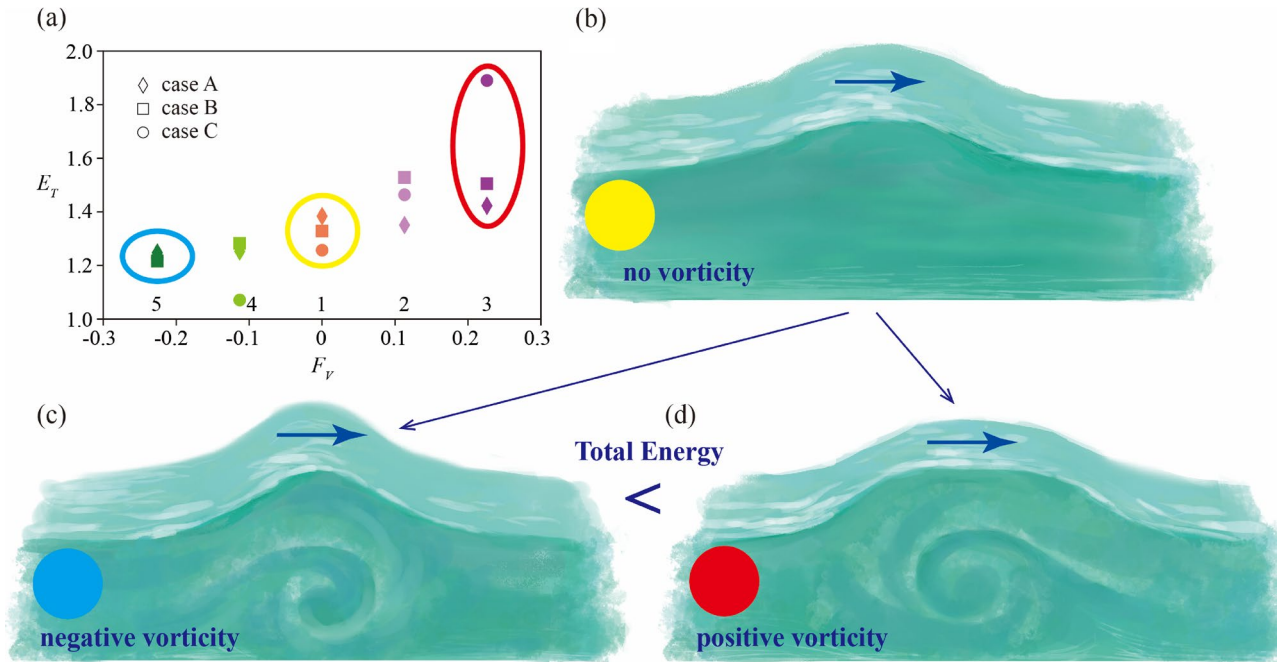 (a)
E_T
2.0
1.8
1.6
1.4
1.2
1.0
case A
case B
case C
5
4
1
2
3
-0.3
-0.2
-0.1
0
0.1
0.2
0.3
F_V
(b)
no vorticity
(c)
negative vorticity
Total Energy
<
(d)
positive vorticity